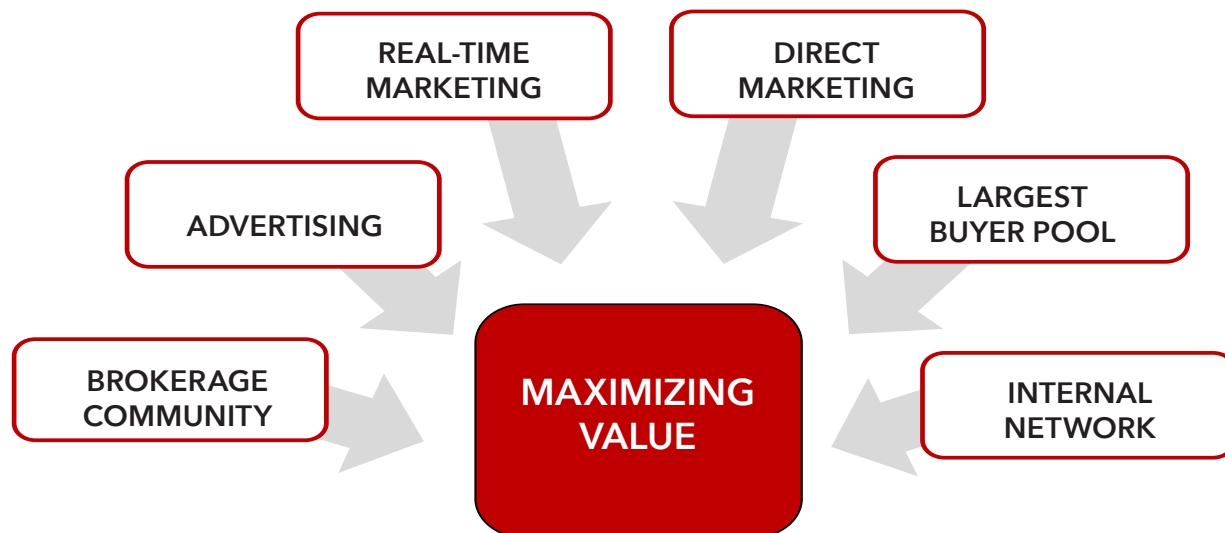 REAL-TIME
MARKETING
DIRECT
MARKETING
ADVERTISING
LARGEST
BUYER POOL
BROKERAGE
COMMUNITY
MAXIMIZING
VALUE
INTERNAL
NETWORK